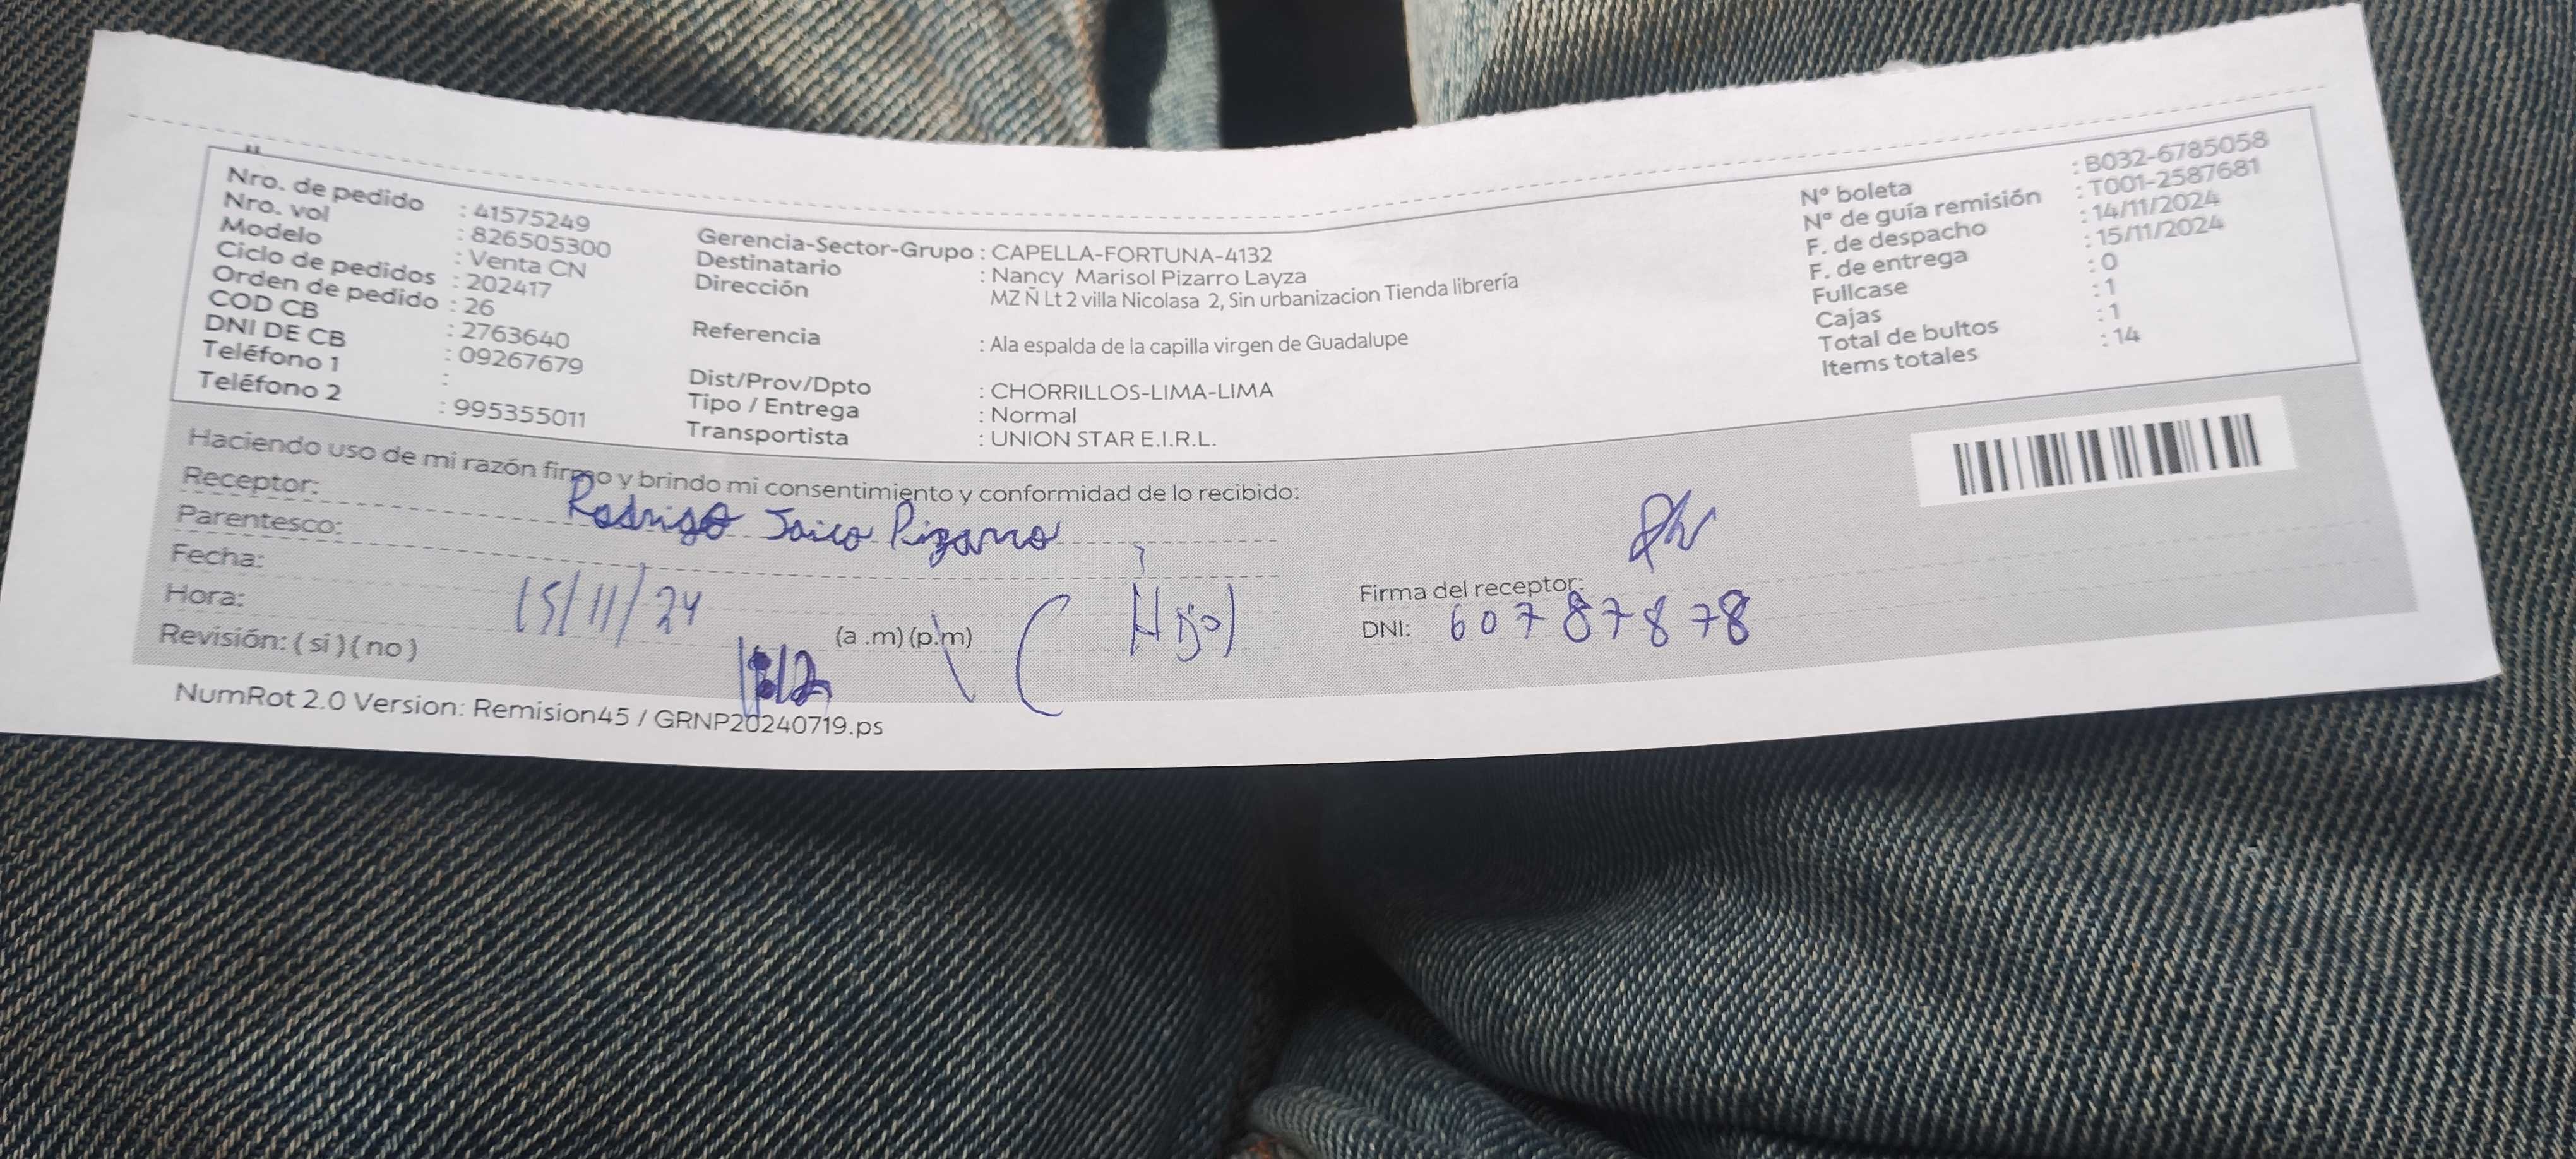 Nro. de pedido : 41575249
Nro. vol : 826505300
Modelo : Venta CN
Ciclo de pedidos : 202417
Orden de pedido : 26
COD CB : 2763640
DNI DE CB : 09267679
Teléfono 1 :
Teléfono 2 : 995355011
Gerencia-Sector-Grupo : CAPELLA-FORTUNA-4132
Destinatario : Nancy Marisol Pizarro Layza
Dirección MZ Ñ Lt 2 villa Nicolasa 2, Sin urbanizacion Tienda librería
Referencia : Ala espalda de la capilla virgen de Guadalupe
Dist/Prov/Dpto : CHORRILLOS-LIMA-LIMA
Tipo / Entrega : Normal
Transportista : UNION STAR E.I.R.L.
Nº boleta : B032-6785058
Nº de guía remisión : T001-2587681
F. de despacho : 14/11/2024
F. de entrega : 15/11/2024
Fullcase : 0
Cajas : 1
Total de bultos : 1
Items totales : 14
Haciendo uso de mi razón firmo y brindo mi consentimiento y conformidad de lo recibido:
Receptor: Rodrigo Jaico Pizarro
Parentesco: (Hijo)
Fecha: 15/11/24
Hora: (a .m) (p.m)
Revisión: ( si ) ( no )
Firma del receptor:
DNI: 60787878
NumRot 2.0 Version: Remision45 / GRNP20240719.ps